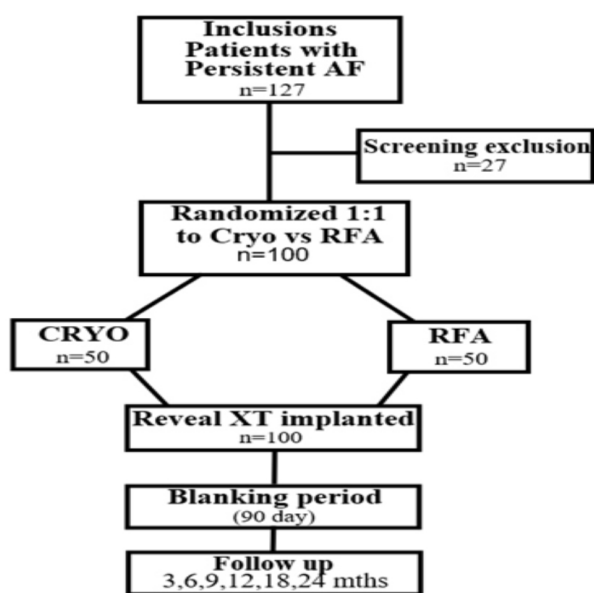 Inclusions
Patients with
Persistent AF
n=127
Screening exclusion
n=27
Randomized 1:1
to Cryo vs RFA
n=100
CRYO
n=50
RFA
n=50
Reveal XT implanted
n=100
Blanking period
(90 day)
Follow up
3,6,9,12,18,24 mths